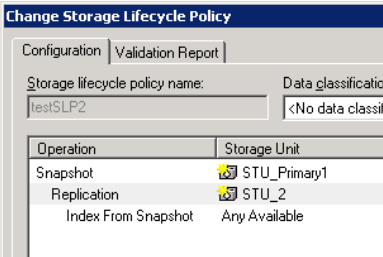 Change Storage Lifecycle Policy
Configuration Validation Report
Storage lifecycle policy name: Data
testSLP2 <No data
Operation Storage Unit
Snapshot STU_Primary1
Replication STU_2
Index From Snapshot Any Available